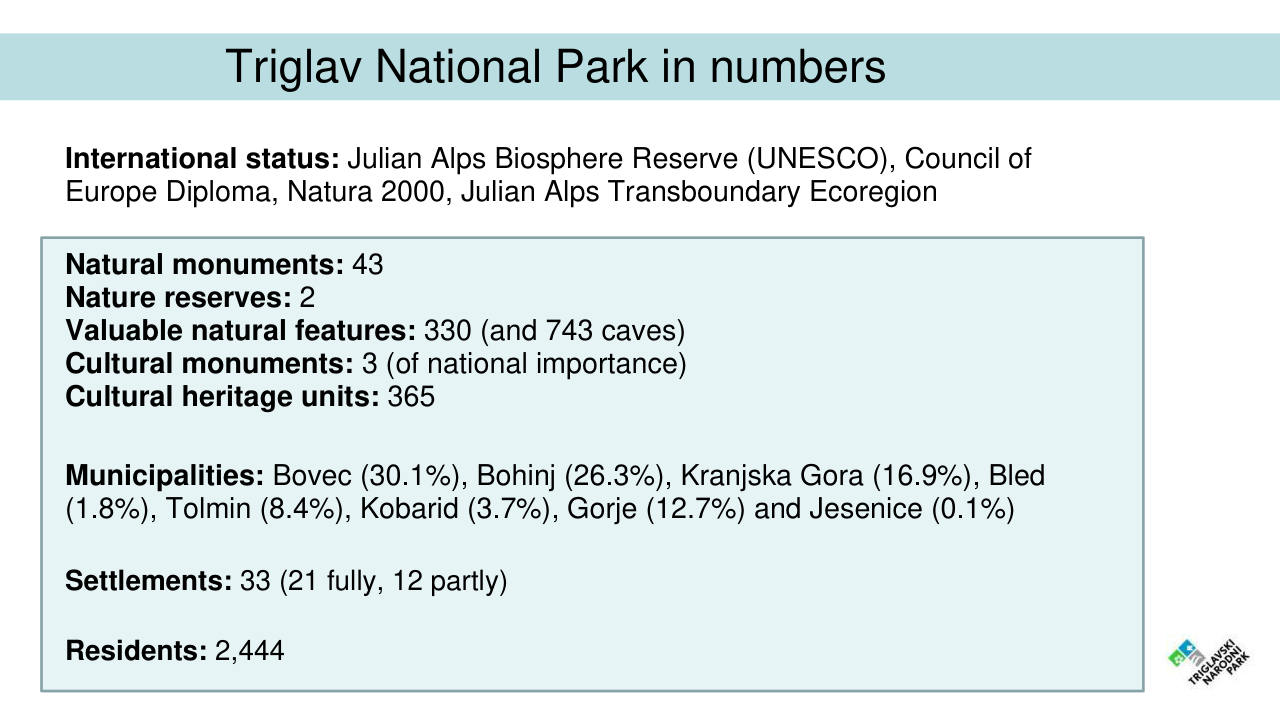 Triglav National Park in numbers
International status: Julian Alps Biosphere Reserve (UNESCO), Council of
Europe Diploma, Natura 2000, Julian Alps Transboundary Ecoregion
Natural monuments: 43
Nature reserves: 2
Valuable natural features: 330 (and 743 caves)
Cultural monuments: 3 (of national importance)
Cultural heritage units: 365
Municipalities: Bovec (30.1%), Bohinj (26.3%), Kranjska Gora (16.9%), Bled
(1.8%), Tolmin (8.4%), Kobarid (3.7%), Gorje (12.7%) and Jesenice (0.1%)
Settlements: 33 (21 fully, 12 partly)
Residents: 2,444
TRIGLAVSKI
NARODNI
PARK